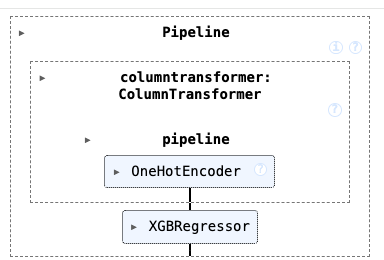 ▸ Pipeline
i ?
▸ columntransformer:
ColumnTransformer
?
▸ pipeline
▸ OneHotEncoder ?
▸ XGBRegressor